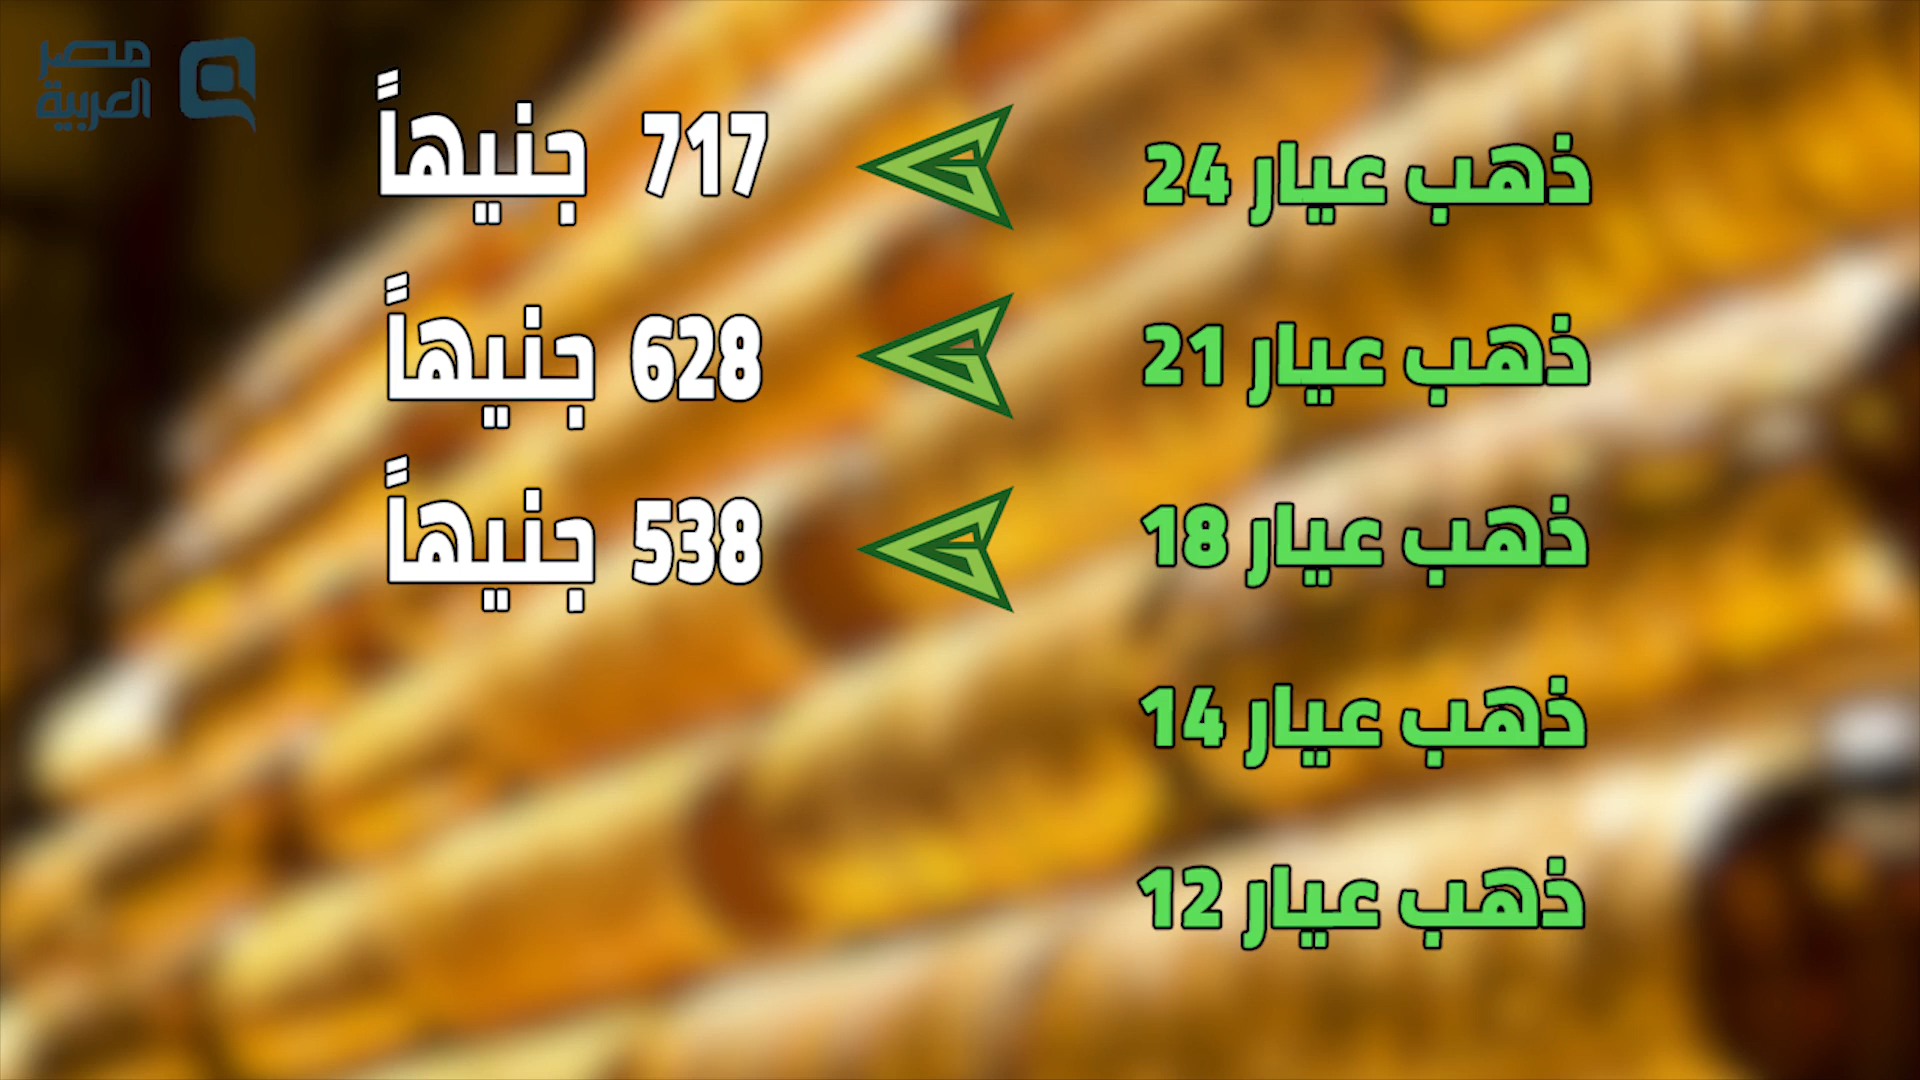 مصر
العربية
ذهب عيار 24 717 جنيهاً
ذهب عيار 21 628 جنيهاً
ذهب عيار 18 538 جنيهاً
ذهب عيار 14
ذهب عيار 12